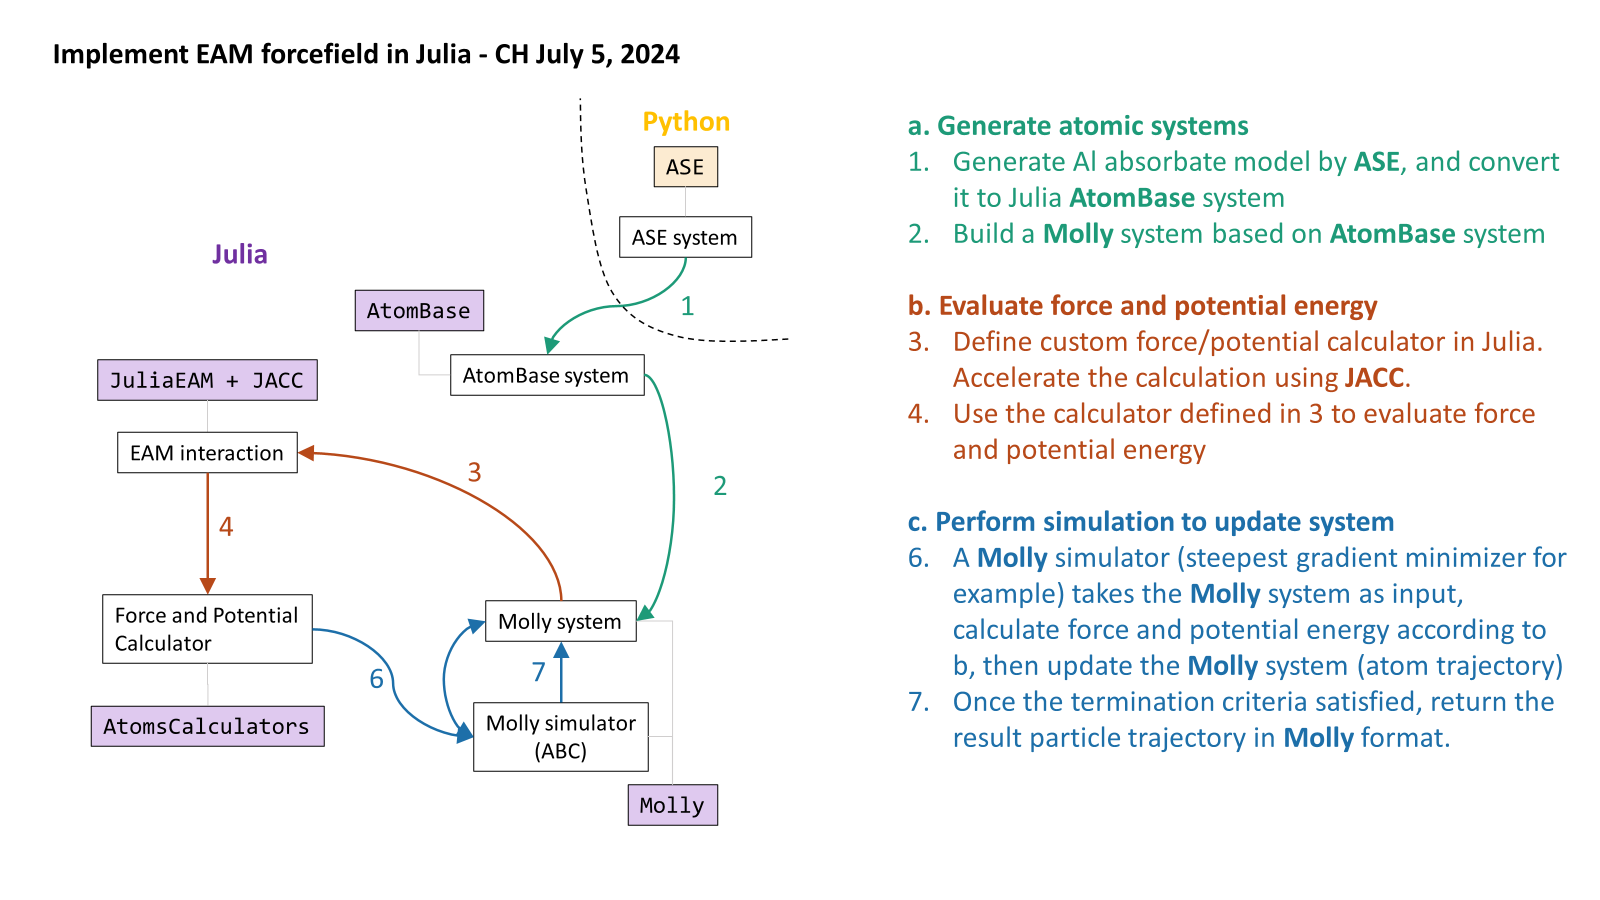 Implement EAM forcefield in Julia - CH July 5, 2024
Python
ASE
ASE system
1
Julia
AtomBase
AtomBase system
JuliaEAM + JACC
EAM interaction
3
2
4
Force and Potential
Calculator
Molly system
6
7
AtomsCalculators
Molly simulator
(ABC)
Molly
a. Generate atomic systems
1. Generate Al absorbate model by ASE, and convert
it to Julia AtomBase system
2. Build a Molly system based on AtomBase system
b. Evaluate force and potential energy
3. Define custom force/potential calculator in Julia.
Accelerate the calculation using JACC.
4. Use the calculator defined in 3 to evaluate force
and potential energy
c. Perform simulation to update system
6. A Molly simulator (steepest gradient minimizer for
example) takes the Molly system as input,
calculate force and potential energy according to
b, then update the Molly system (atom trajectory)
7. Once the termination criteria satisfied, return the
result particle trajectory in Molly format.